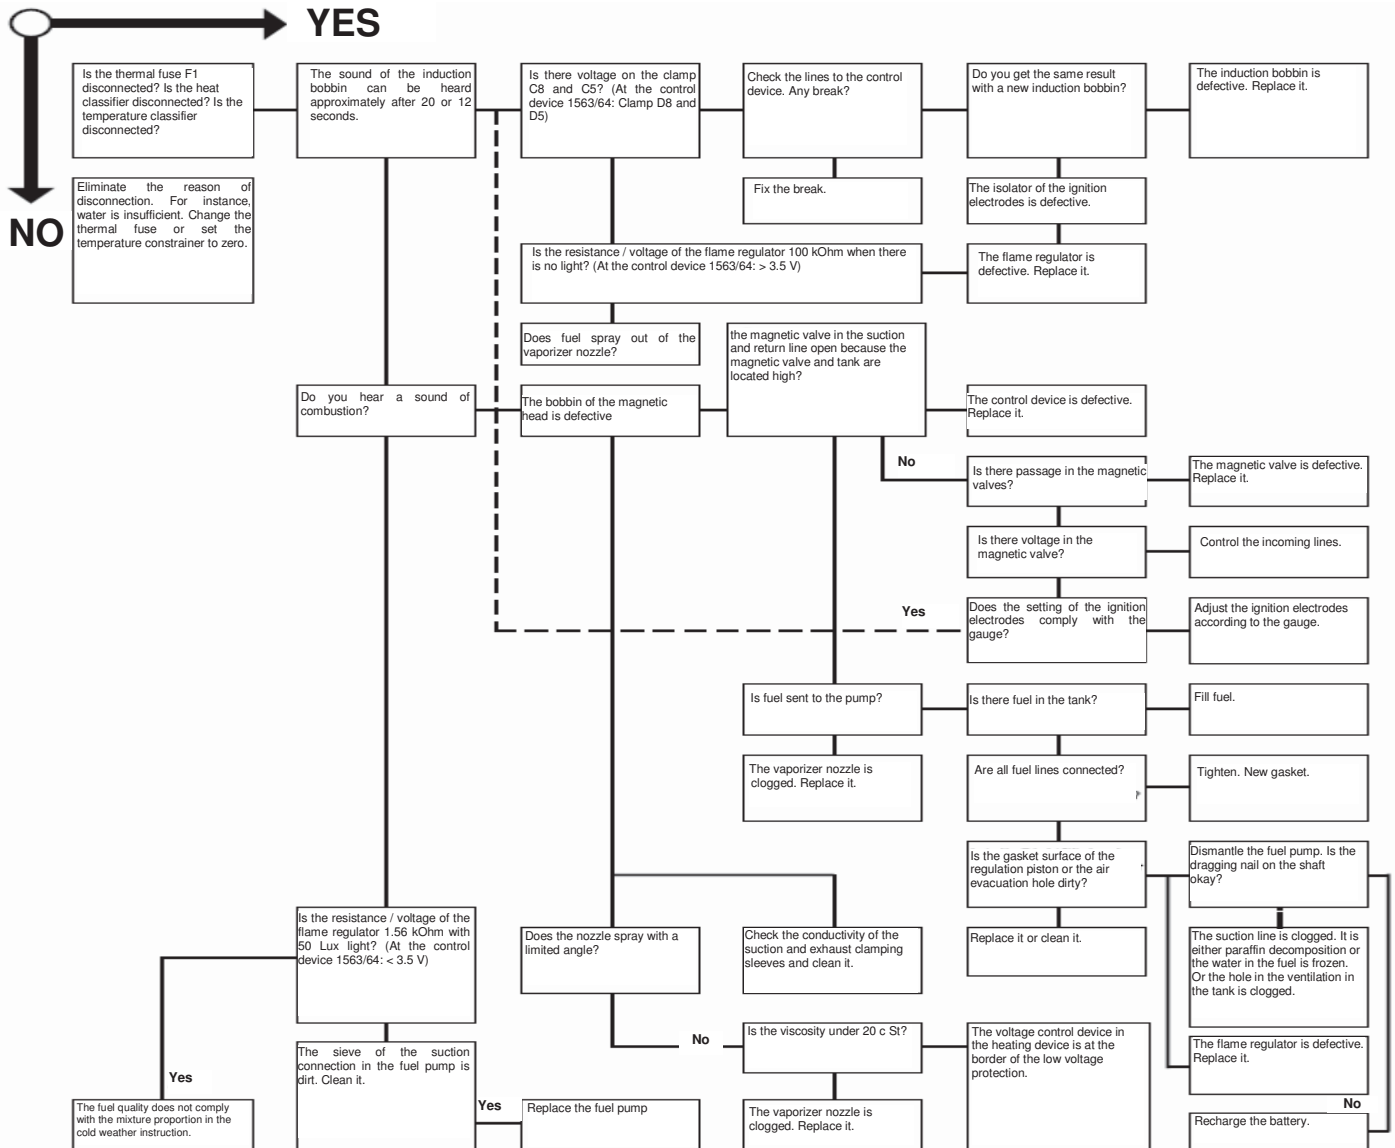 YES
NO
Is the thermal fuse F1
disconnected? Is the heat
classifier disconnected? Is the
temperature classifier
disconnected?
The sound of the induction
bobbin can be heard
approximately after 20 or 12
seconds.
Is there voltage on the clamp
C8 and C5? (At the control
device 1563/64: Clamp D8 and
D5)
Check the lines to the control
device. Any break?
Do you get the same result
with a new induction bobbin?
The induction bobbin is
defective. Replace it.
Eliminate the reason of
disconnection. For instance,
water is insufficient. Change the
thermal fuse or set the
temperature constrainer to zero.
Fix the break.
The isolator of the ignition
electrodes is defective.
Is the resistance / voltage of the flame regulator 100 kOhm when there
is no light? (At the control device 1563/64: > 3.5 V)
The flame regulator is
defective. Replace it.
Does fuel spray out of the
vaporizer nozzle?
the magnetic valve in the suction
and return line open because the
magnetic valve and tank are
located high?
Do you hear a sound of
combustion?
The bobbin of the magnetic
head is defective
The control device is defective.
Replace it.
No
Is there passage in the magnetic
valves?
The magnetic valve is defective.
Replace it.
Is there voltage in the
magnetic valve?
Control the incoming lines.
Yes
Does the setting of the ignition
electrodes comply with the
gauge?
Adjust the ignition electrodes
according to the gauge.
Is fuel sent to the pump?
Is there fuel in the tank?
Fill fuel.
The vaporizer nozzle is
clogged. Replace it.
Are all fuel lines connected?
Tighten. New gasket.
Is the gasket surface of the
regulation piston or the air
evacuation hole dirty?
Dismantle the fuel pump. Is the
dragging nail on the shaft
okay?
Is the resistance / voltage of the
flame regulator 1.56 kOhm with
50 Lux light? (At the control
device 1563/64: < 3.5 V)
Does the nozzle spray with a
limited angle?
Check the conductivity of the
suction and exhaust clamping
sleeves and clean it.
Replace it or clean it.
The suction line is clogged. It is
either paraffin decomposition or
the water in the fuel is frozen.
Or the hole in the ventilation in
the tank is clogged.
No
Is the viscosity under 20 c St?
The voltage control device in
the heating device is at the
border of the low voltage
protection.
The flame regulator is defective.
Replace it.
The sieve of the suction
connection in the fuel pump is
dirt. Clean it.
Yes
The fuel quality does not comply
with the mixture proportion in the
cold weather instruction.
Yes
Replace the fuel pump
The vaporizer nozzle is
clogged. Replace it.
No
Recharge the battery.